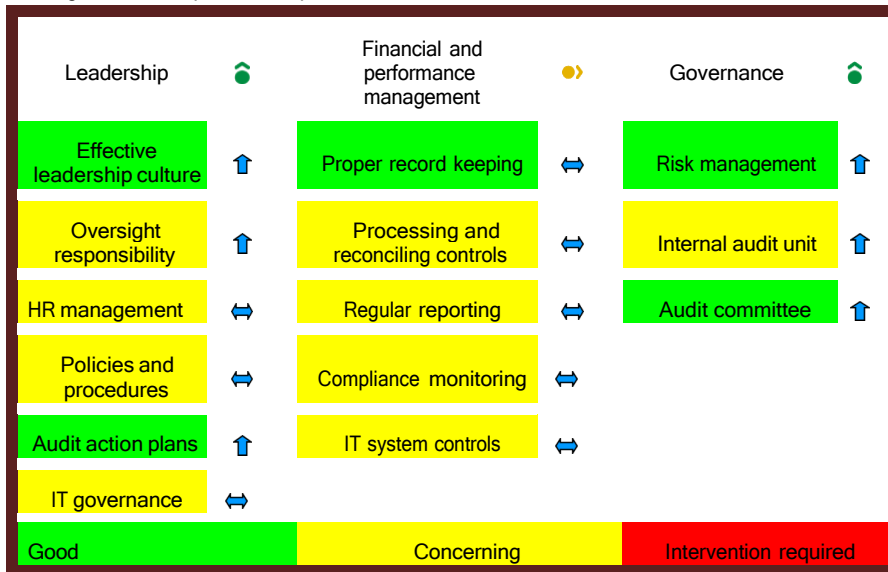 Leadership
Financial and
performance
management
Governance
Effective
leadership culture
Proper record keeping
Risk management
Oversight
responsibility
Processing and
reconciling controls
Internal audit unit
HR management
Regular reporting
Audit committee
Policies and
procedures
Compliance monitoring
Audit action plans
IT system controls
IT governance
Good
Concerning
Intervention required